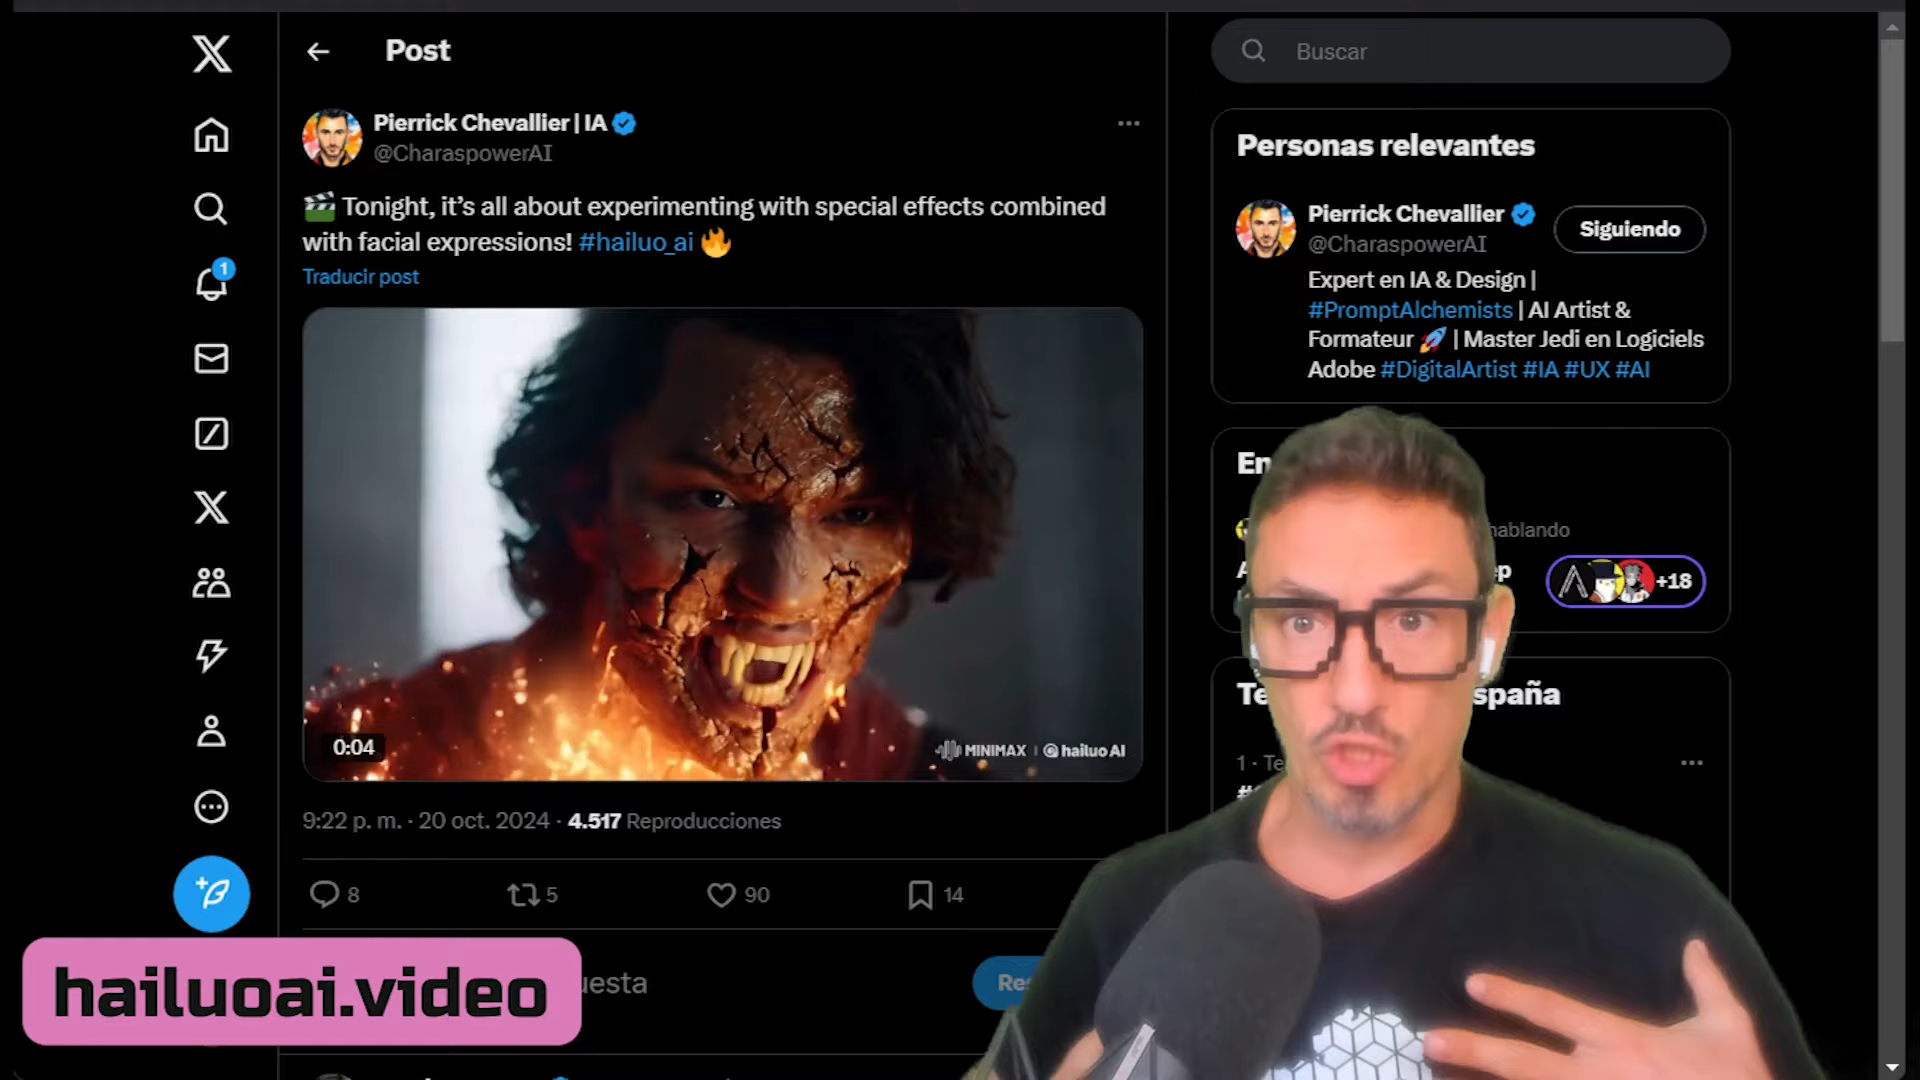 Post
Pierrick Chevallier | IA
@CharaspowerAI
Tonight, it's all about experimenting with special effects combined
with facial expressions! #hailuo_ai
Traducir post
0:04
MINIMAX | hailuo AI
9:22 p. m. · 20 oct. 2024 · 4.517 Reproducciones
8
5
90
14
hailuoai.video
Buscar
Personas relevantes
Pierrick Chevallier
@CharaspowerAI
Siguiendo
Expert en IA & Design |
#PromptAlchemists | AI Artist &
Formateur | Master Jedi en Logiciels
Adobe #DigitalArtist #IA #UX #AI
hablando
+18
1